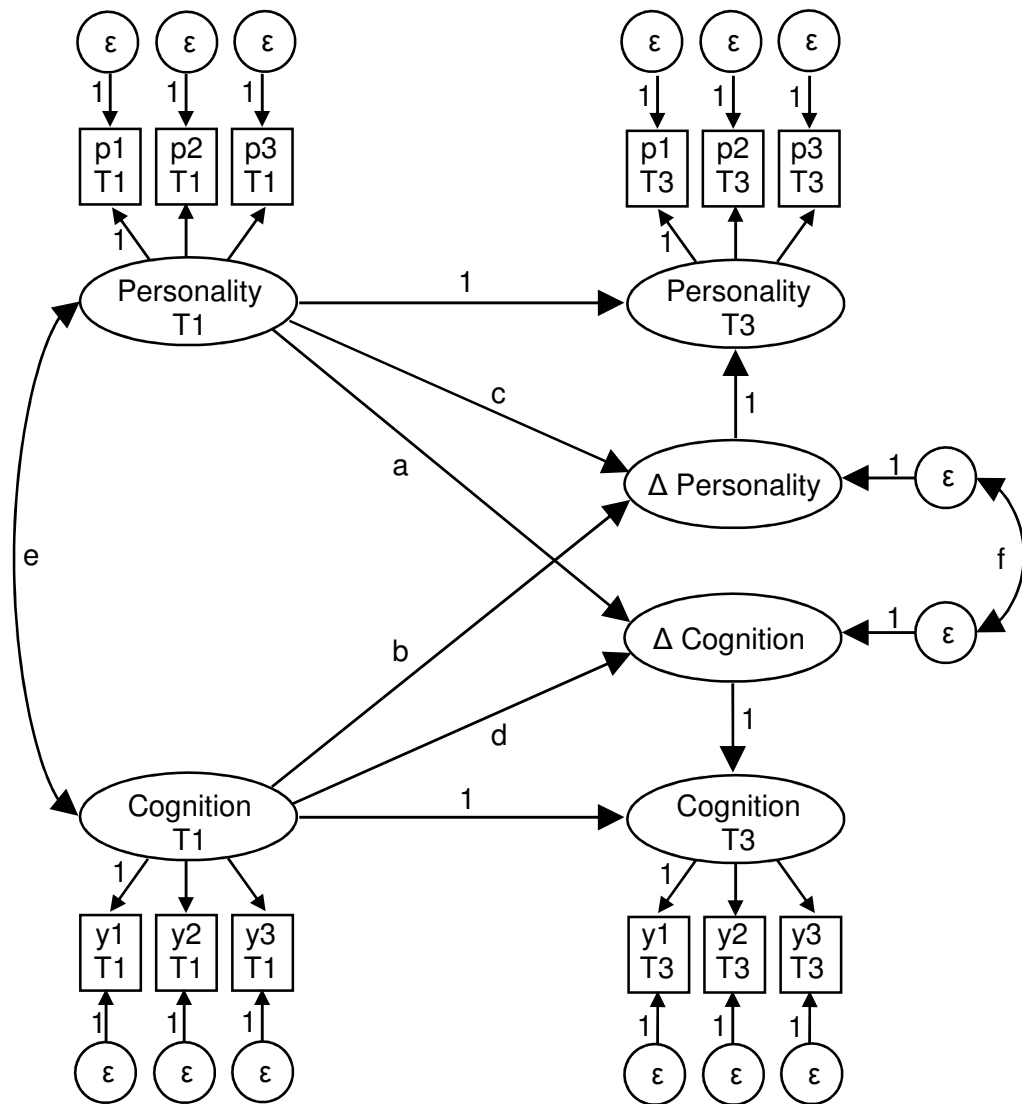 ε ε ε ε ε ε
1 1 1 1 1 1
p1 p2 p3 p1 p2 p3
T1 T1 T1 T3 T3 T3
1 1
Personality
T1
1
Personality
T3
c
1
a
Δ Personality
1
ε
e
f
b
Δ Cognition
1
ε
d
1
Cognition
T1
1
Cognition
T3
1 1
y1 y2 y3 y1 y2 y3
T1 T1 T1 T3 T3 T3
1 1 1 1 1 1
ε ε ε ε ε ε